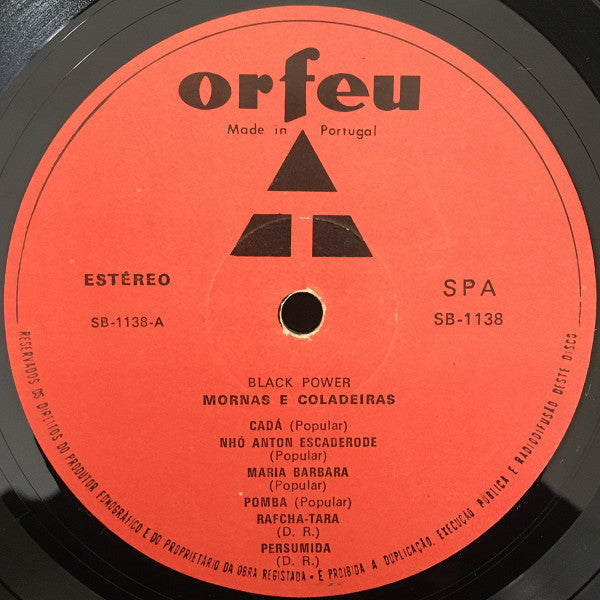 orfeu
Made in Portugal
ESTÉREO
SPA
SB-1138-A
SB-1138
BLACK POWER
MORNAS E COLADEIRAS
CADÁ (Popular)
NHÓ ANTON ESCADERODE
(Popular)
MARIA BARBARA
(Popular)
POMBA (Popular)
RAFCHA-TARA
(D. R.)
PERSUMIDA
(D. R.)
RESERVADOS OS DIREITOS DO PRODUTOR FONOGRÁFICO E DO PROPRIETÁRIO DA OBRA REGISTADA • É PROIBIDA A DUPLICAÇÃO, EXECUÇÃO PÚBLICA E RADIODIFUSÃO DESTE DISCO